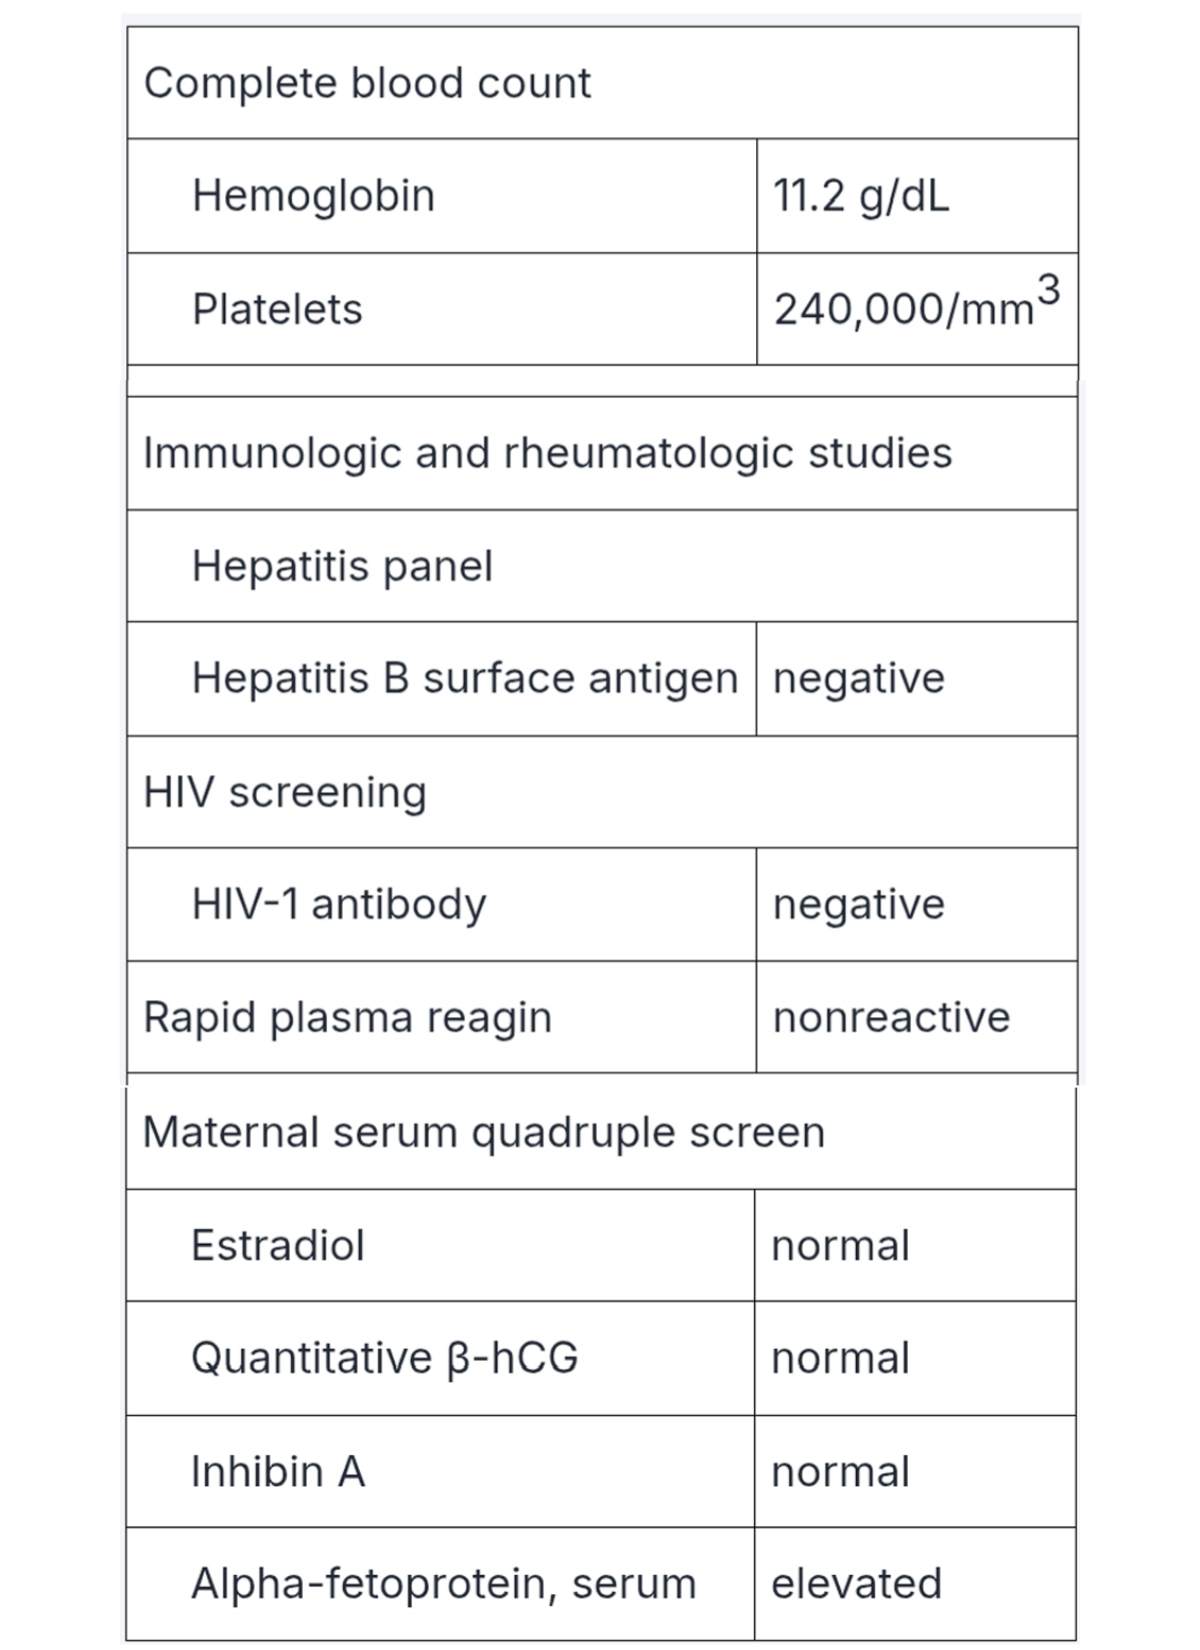 Complete blood count
Hemoglobin 11.2 g/dL
Platelets 240,000/mm³
Immunologic and rheumatologic studies
Hepatitis panel
Hepatitis B surface antigen negative
HIV screening
HIV-1 antibody negative
Rapid plasma reagin nonreactive
Maternal serum quadruple screen
Estradiol normal
Quantitative β-hCG normal
Inhibin A normal
Alpha-fetoprotein, serum elevated